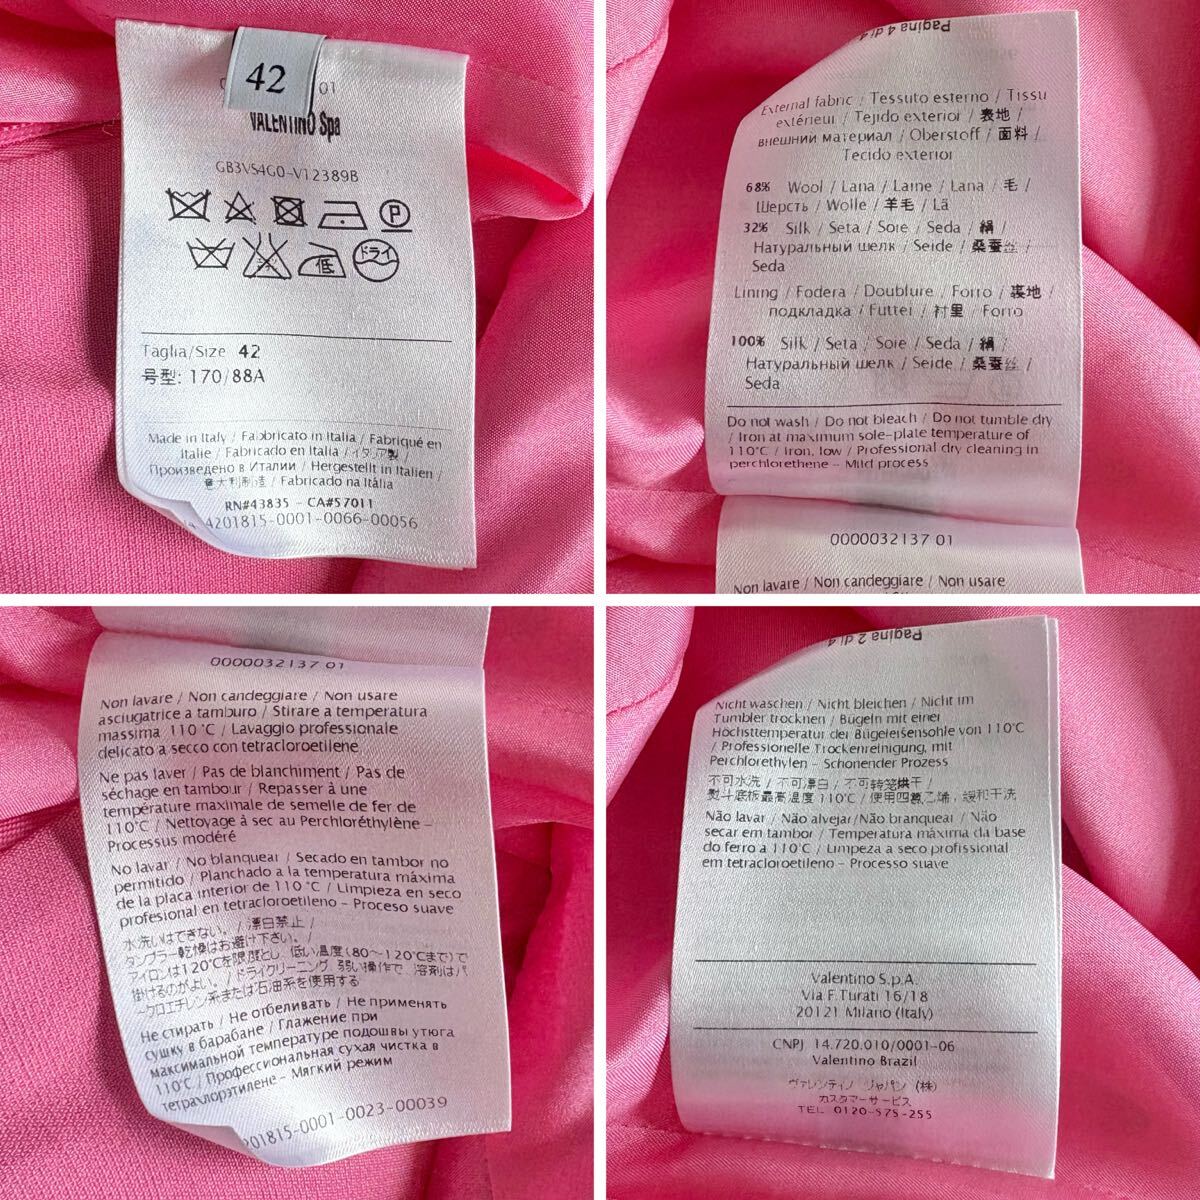 42
01
VALENTINO Spa
GB3VS4G0-V12389B
P
低
ドライ
Taglia/Size 42
号型: 170/88A
Made in Italy / Fabbricato in Italia / Fabriqué en
Italie / Fabricado en Italia / イタリア製 /
Произведено в Италии / Hergestellt in Italien /
意大利制造 / Fabricado na Itália
RN#43835 - CA#57011
4201815-0001-0066-00056
Pagina 4 di 4
External fabric / Tessuto esterno / Tissu
extérieur / Tejido exterior / 表地 /
внешний материал / Oberstoff / 面料 /
Tecido exterior
68% Wool / Lana / Laine / Lana / 毛 /
Шерсть / Wolle / 羊毛 / Lã
32% Silk / Seta / Soie / Seda / 絹 /
Натуральный шелк / Seide / 桑蚕丝 /
Seda
Lining / Fodera / Doublure / Forro / 裏地 /
подкладка / Futter / 衬里 / Forro
100% Silk / Seta / Soie / Seda / 絹 /
Натуральный шелк / Seide / 桑蚕丝 /
Seda
Do not wash / Do not bleach / Do not tumble dry
/ Iron at maximum sole-plate temperature of
110°C / Iron, low / Professional dry cleaning in
perchlorethene - Mild process
0000032137 01
Non lavare / Non candeggiare / Non usare
0000032137 01
Non lavare / Non candeggiare / Non usare
asciugatrice a tamburo / Stirare a temperatura
massima 110 °C / Lavaggio professionale
delicato a secco con tetracloroetilene
Ne pas laver / Pas de blanchiment / Pas de
séchage en tambour / Repasser à une
température maximale de semelle de fer de
110°C / Nettoyage à sec au Perchloréthylène -
Processus modéré
No lavar / No blanquear / Secado en tambor no
permitido / Planchado a la temperatura máxima
de la placa interior de 110 °C / Limpieza en seco
profesional en tetracloroetileno - Proceso suave
水洗いはできない。 / 漂白禁止 /
タンブラー乾燥はお避け下さい。 /
アイロンは120℃を限度とし、低い温度(80～120℃まで)で
掛けるのがよい。 / ドライクリーニング、弱い操作で、溶剤はパ
ークロエチレン系または石油系を使用する
Не стирать / Не отбеливать / Не применять
сушку в барабане / Глажение при
максимальной температуре подошвы утюга
110°C / Профессиональная сухая чистка в
тетрахлорэтилене - Мягкий режим
201815-0001-0023-00039
Pagina 2 di 4
Nicht waschen / Nicht bleichen / Nicht im
Tumbler trocknen / Bügeln mit einer
Höchsttemperatur der Bügeleisensohle von 110°C
/ Professionelle Trockenreinigung, mit
Perchlorethylen - Schonender Prozess
不可水洗 / 不可漂白 / 不可转笼烘干 /
熨斗底板最高温度110℃ / 使用四氯乙烯，缓和干洗
Não lavar / Não alvejar/Não branquear / Não
secar em tambor / Temperatura máxima da base
do ferro a 110°C / Limpeza a seco profissional
em tetracloroetileno - Processo suave
Valentino S.p.A.
Via F.Turati 16/18
20121 Milano (Italy)
CNPJ 14.720.010/0001-06
Valentino Brazil
ヴァレンティノ ジャパン (株)
カスタマーサービス
TEL 0120-575-255